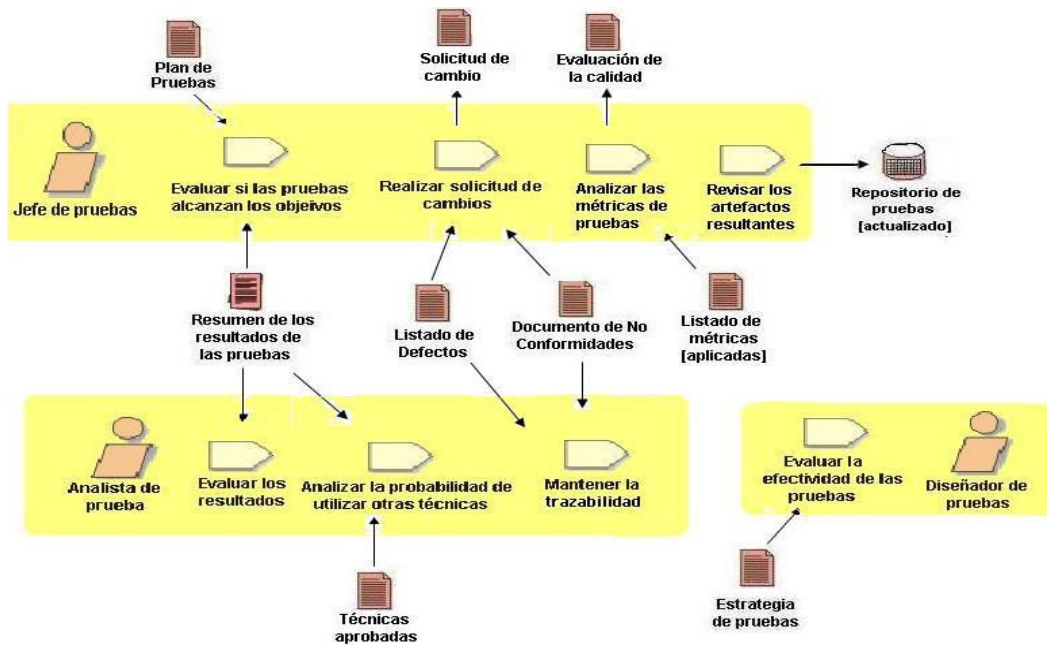 Plan de
Pruebas
Solicitud de
cambio
Evaluación de
la calidad
Jefe de pruebas
Evaluar si las pruebas
alcanzan los objeivos
Realizar solicitud de
cambios
Analizar las
métricas de
pruebas
Revisar los
artefactos
resultantes
Repositorio de
pruebas
[actualizado]
Resumen de los
resultados de
las pruebas
Listado de
Defectos
Documento de No
Conformidades
Listado de
métricas
[aplicadas]
Analista de
prueba
Evaluar los
resultados
Analizar la probabilidad de
utilizar otras técnicas
Mantener la
trazabilidad
Evaluar la
efectividad de las
pruebas
Diseñador de
pruebas
Técnicas
aprobadas
Estrategia
de pruebas